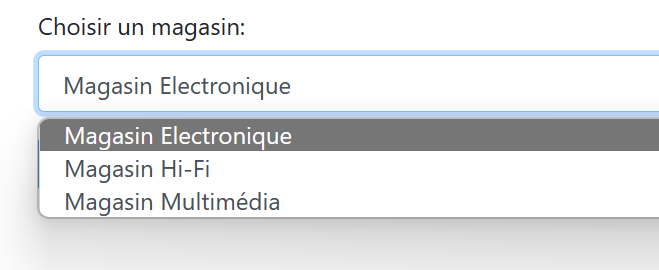 Choisir un magasin:
Magasin Electronique
Magasin Electronique
Magasin Hi-Fi
Magasin Multimédia